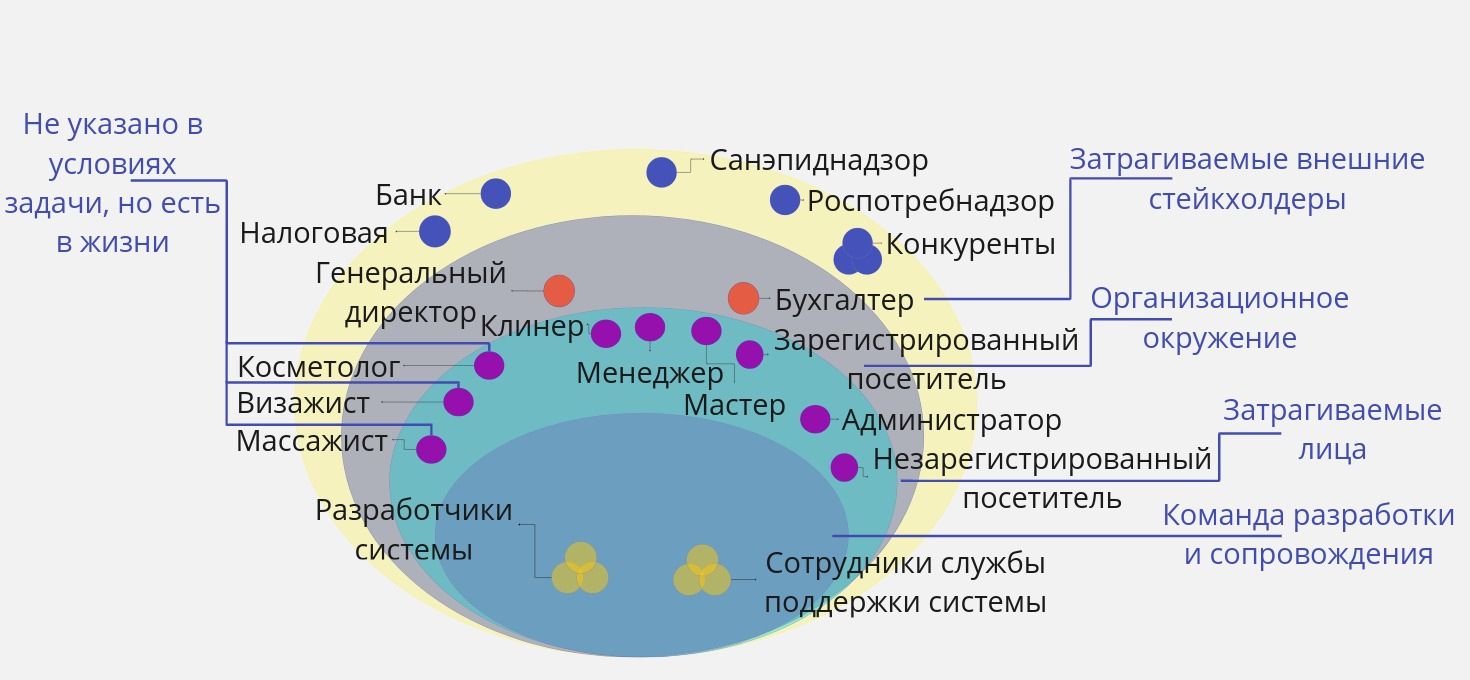 Не указано в
условиях
задачи, но есть
в жизни
Санэпиднадзор
Банк
Роспотребнадзор
Налоговая
Конкуренты
Затрагиваемые внешние
стейкхолдеры
Генеральный
директор
Бухгалтер
Организационное
окружение
Клинер
Зарегистрированный
посетитель
Менеджер
Мастер
Косметолог
Визажист
Массажист
Администратор
Затрагиваемые
лица
Незарегистрированный
посетитель
Разработчики
системы
Сотрудники службы
поддержки системы
Команда разработки
и сопровождения